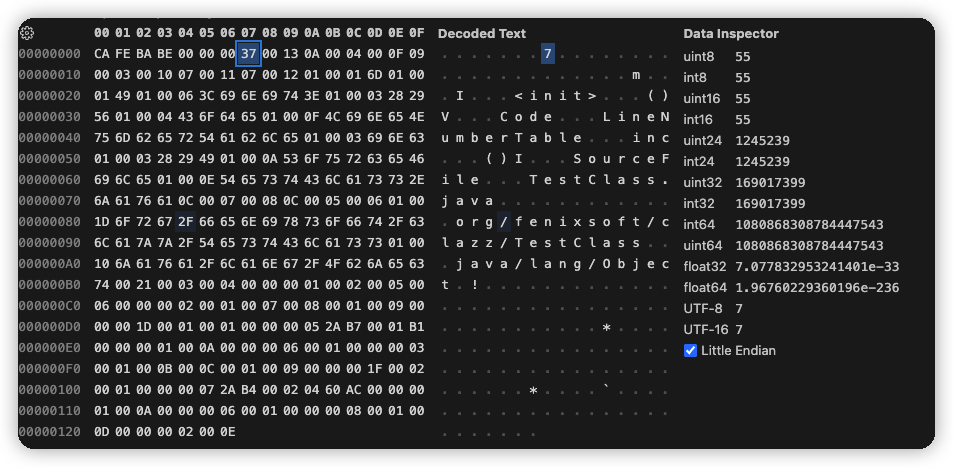 00 01 02 03 04 05 06 07 08 09 0A 0B 0C 0D 0E 0F Decoded Text Data Inspector
00000000 CA FE BA BE 00 00 00 37 00 13 0A 00 04 00 0F 09 . . . . . . . 7 . . . . . . . . uint8 55
00000010 00 03 00 10 07 00 11 07 00 12 01 00 01 6D 01 00 . . . . . . . . . . . . . m . . int8 55
00000020 01 49 01 00 06 3C 69 6E 69 74 3E 01 00 03 28 29 . I . . . < i n i t > . . . ( ) uint16 55
00000030 56 01 00 04 43 6F 64 65 01 00 0F 4C 69 6E 65 4E V . . . C o d e . . . L i n e N int16 55
00000040 75 6D 62 65 72 54 61 62 6C 65 01 00 03 69 6E 63 u m b e r T a b l e . . . i n c uint24 1245239
00000050 01 00 03 28 29 49 01 00 0A 53 6F 75 72 63 65 46 . . . ( ) I . . . S o u r c e F int24 1245239
00000060 69 6C 65 01 00 0E 54 65 73 74 43 6C 61 73 73 2E i l e . . . T e s t C l a s s . uint32 169017399
00000070 6A 61 76 61 0C 00 07 00 08 0C 00 05 00 06 01 00 j a v a . . . . . . . . . . . . int32 169017399
00000080 1D 6F 72 67 2F 66 65 6E 69 78 73 6F 66 74 2F 63 . o r g / f e n i x s o f t / c int64 1080868308784447543
00000090 6C 61 7A 7A 2F 54 65 73 74 43 6C 61 73 73 01 00 l a z z / T e s t C l a s s . . uint64 1080868308784447543
000000A0 10 6A 61 76 61 2F 6C 61 6E 67 2F 4F 62 6A 65 63 . j a v a / l a n g / O b j e c float32 7.077832953241401e-33
000000B0 74 00 21 00 03 00 04 00 00 00 01 00 02 00 05 00 t . ! . . . . . . . . . . . . . float64 1.96760229360196e-236
000000C0 06 00 00 00 02 00 01 00 07 00 08 00 01 00 09 00 . . . . . . . . . . . . . . . . UTF-8 7
000000D0 00 00 1D 00 01 00 01 00 00 00 05 2A B7 00 01 B1 . . . . . . . . . . . * . . . . UTF-16 7
000000E0 00 00 00 01 00 0A 00 00 00 06 00 01 00 00 00 03 . . . . . . . . . . . . . . . . Little Endian
000000F0 00 01 00 0B 00 0C 00 01 00 09 00 00 00 1F 00 02 . . . . . . . . . . . . . . . .
00000100 00 01 00 00 00 07 2A B4 00 02 04 60 AC 00 00 00 . . . . . . * . . . . ` . . . .
00000110 01 00 0A 00 00 00 06 00 01 00 00 00 08 00 01 00 . . . . . . . . . . . . . . . .
00000120 0D 00 00 00 02 00 0E . . . . . . .